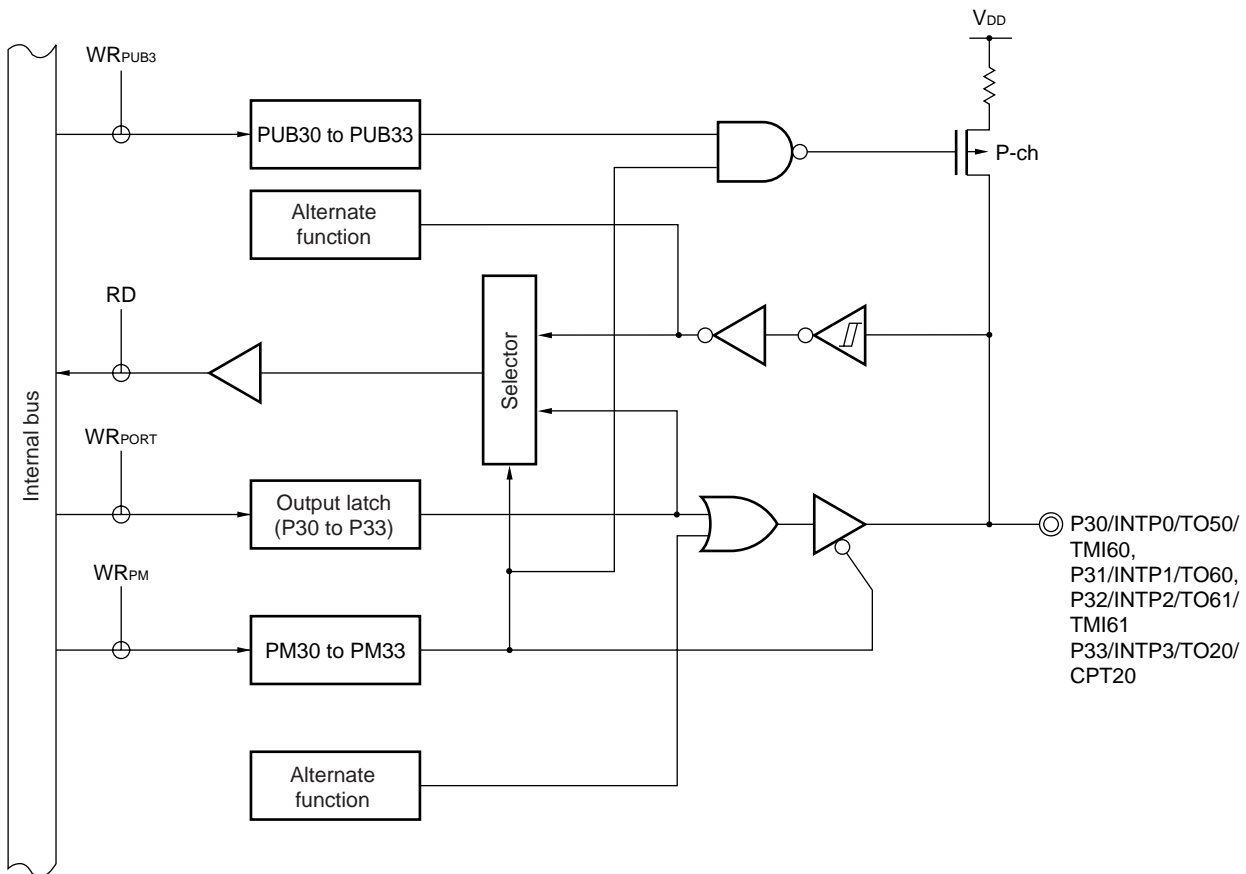 VDD
WRPUB3
PUB30 to PUB33
P-ch
Alternate
function
RD
Selector
Internal bus
WRPORT
Output latch
(P30 to P33)
P30/INTP0/TO50/
TMI60,
P31/INTP1/TO60,
P32/INTP2/TO61/
TMI61
P33/INTP3/TO20/
CPT20
WRPM
PM30 to PM33
Alternate
function